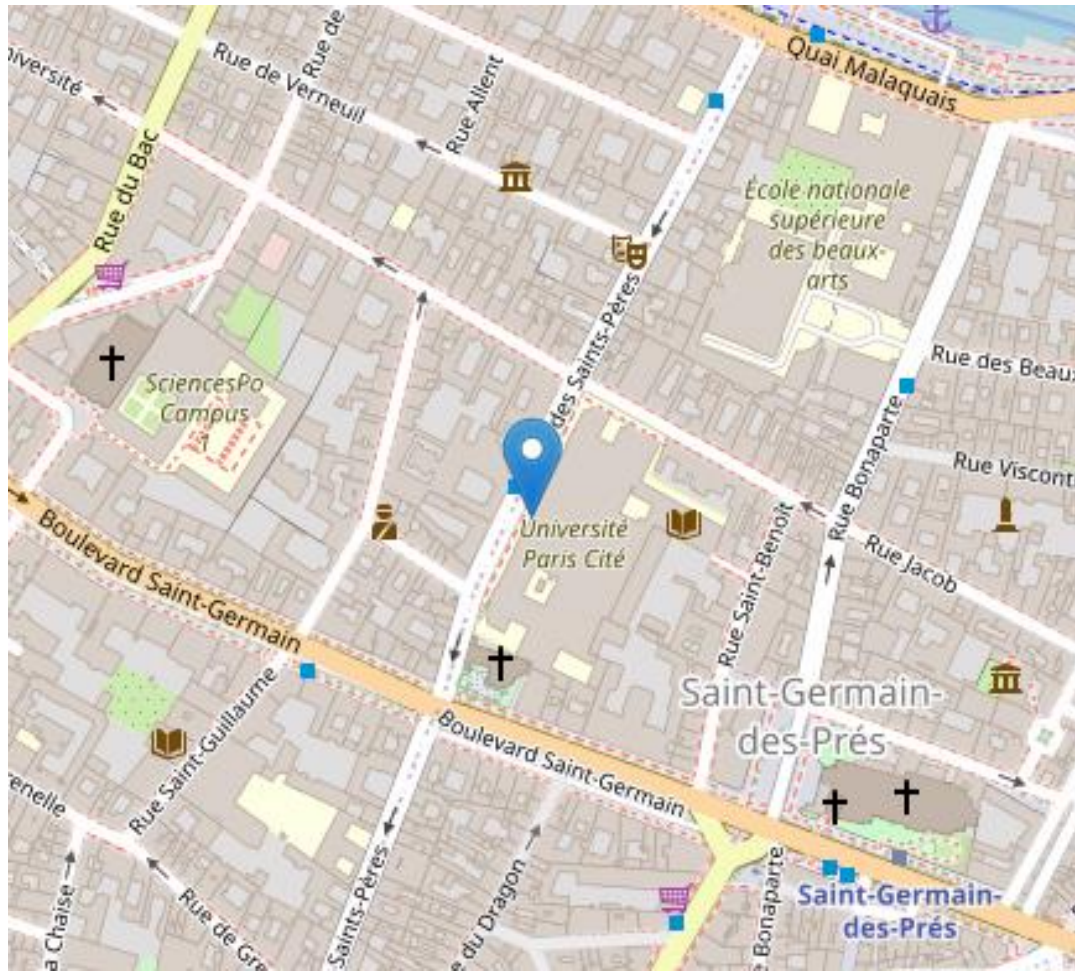 Quai Malaquais
Rue de
Rue de Verneuil
Rue Allent
niversité
Rue du Bac
École nationale
supérieure
des beaux-
arts
des Saints-Pères
Rue des Beaux
SciencesPo
Campus
Rue Bonaparte
Rue Viscont
Université
Paris Cité
Rue Saint-Benoît
Rue Jacob
Boulevard Saint-Germain
Rue Saint-Guillaume
Saint-Germain-
des-Prés
Boulevard Saint-Germain
enelle
Rue de Gre
a Chaise
Saints-Pères
e du Dragon
e Bonaparte
Saint-Germain-
des-Prés